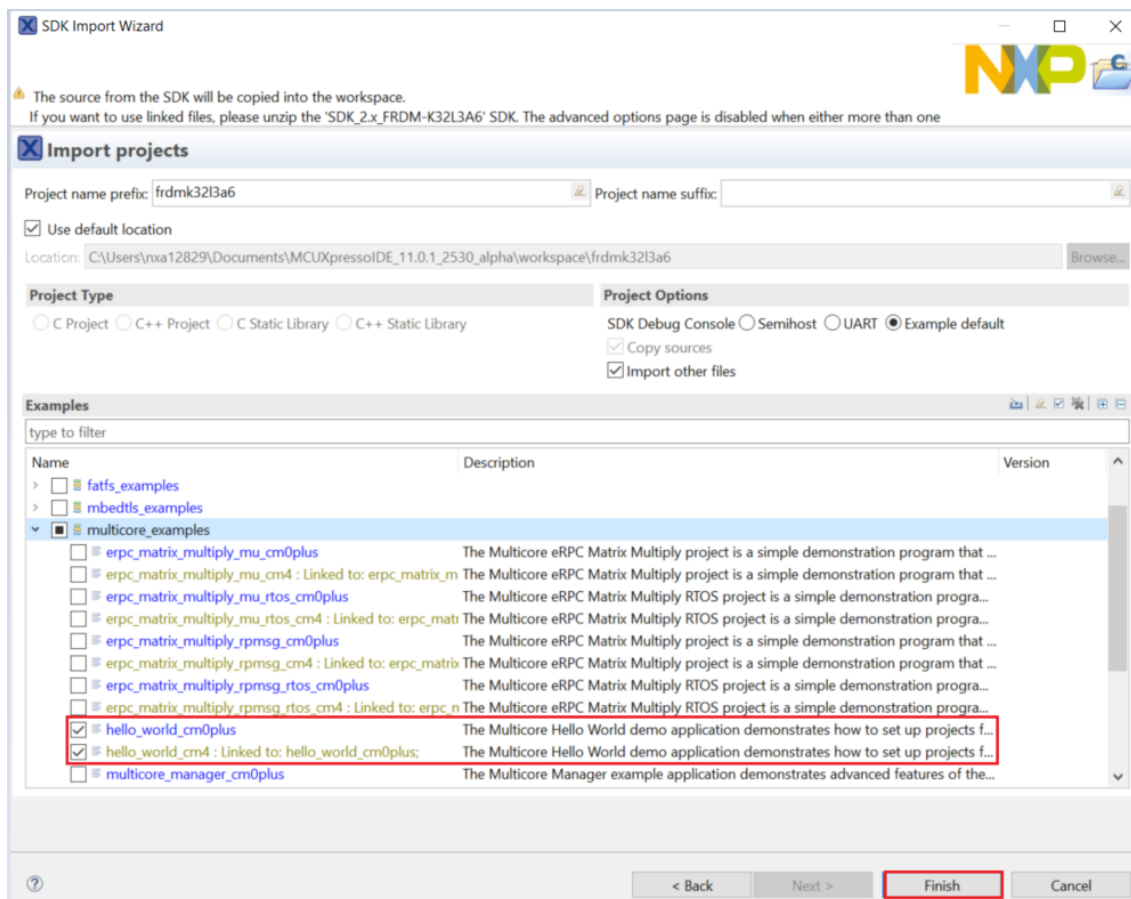 SDK Import Wizard
NXP
The source from the SDK will be copied into the workspace.
If you want to use linked files, please unzip the 'SDK_2.x_FRDM-K32L3A6' SDK. The advanced options page is disabled when either more than one
Import projects
Project name prefix: frdmk32l3a6 Project name suffix:
Use default location
Location: C:\Users\nxa12829\Documents\MCUXpressoIDE_11.0.1_2530_alpha\workspace\frdmk32l3a6 Browse...
Project Type Project Options
C Project C++ Project C Static Library C++ Static Library SDK Debug Console Semihost UART Example default
Copy sources
Import other files
Examples
type to filter
Name Description Version
fatfs_examples
mbedtls_examples
multicore_examples
erpc_matrix_multiply_mu_cm0plus The Multicore eRPC Matrix Multiply project is a simple demonstration program that ...
erpc_matrix_multiply_mu_cm4 : Linked to: erpc_matrix_m The Multicore eRPC Matrix Multiply project is a simple demonstration program that ...
erpc_matrix_multiply_mu_rtos_cm0plus The Multicore eRPC Matrix Multiply RTOS project is a simple demonstration progra...
erpc_matrix_multiply_mu_rtos_cm4 : Linked to: erpc_matr The Multicore eRPC Matrix Multiply RTOS project is a simple demonstration progra...
erpc_matrix_multiply_rpmsg_cm0plus The Multicore eRPC Matrix Multiply project is a simple demonstration program that ...
erpc_matrix_multiply_rpmsg_cm4 : Linked to: erpc_matrix The Multicore eRPC Matrix Multiply project is a simple demonstration program that ...
erpc_matrix_multiply_rpmsg_rtos_cm0plus The Multicore eRPC Matrix Multiply RTOS project is a simple demonstration progra...
erpc_matrix_multiply_rpmsg_rtos_cm4 : Linked to: erpc_n The Multicore eRPC Matrix Multiply RTOS project is a simple demonstration progra...
hello_world_cm0plus The Multicore Hello World demo application demonstrates how to set up projects f...
hello_world_cm4 : Linked to: hello_world_cm0plus; The Multicore Hello World demo application demonstrates how to set up projects f...
multicore_manager_cm0plus The Multicore Manager example application demonstrates advanced features of the...
< Back Next > Finish Cancel